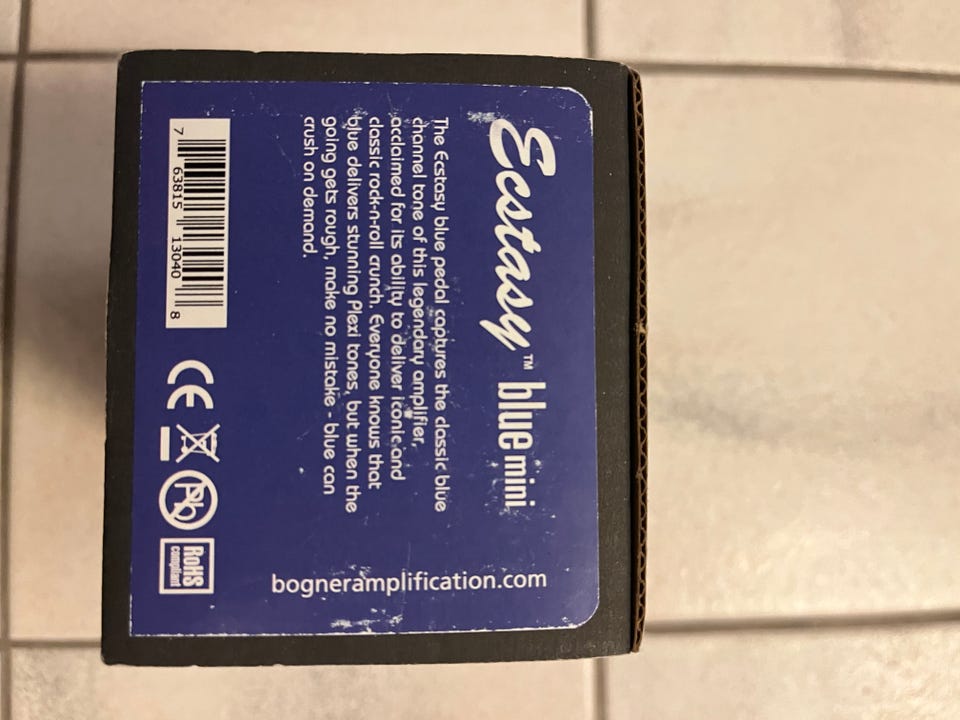 Ecstasy™ blue mini
The Ecstasy blue pedal captures the classic blue
channel tone of this legendary amplifier,
acclaimed for its ability to deliver iconic and
classic rock-n-roll crunch. Everyone knows that
blue delivers stunning Plexi tones, but when the
going gets rough, make no mistake - blue can
crush on demand.
7 63815 13040 8
CE
Pb
RoHS
compliant
bogneramplification.com